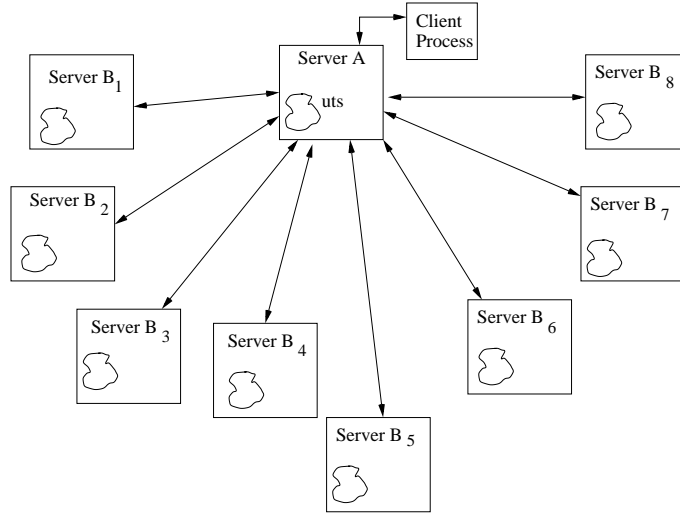 Client
Process
Server A
uts
Server B 1
Server B 2
Server B 3
Server B 4
Server B 5
Server B 6
Server B 7
Server B 8